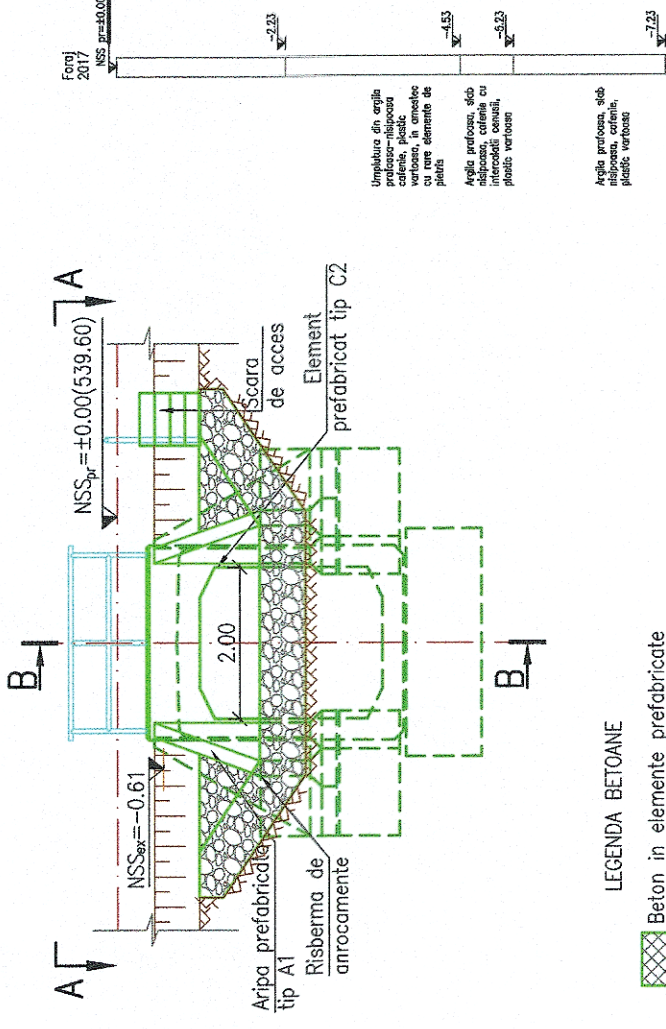 B
A
A
NSSpr=±0.00(539.60)
NSSex=−0.61
2.00
Scara
de acces
Element
prefabricat tip C2
Aripa prefabricata
tip A1
Risberma de
anrocamente
B
LEGENDA BETOANE
Beton in elemente prefabricate
Foraj
2017
NSS pr=±0.00
−2.23
Umplutura din argila
prafoasa-nisipoasa
cafenie, plastic
vartoasa, in amestec
cu rare elemente de
pietris
−4.53
Argila prafoasa, slab
nisipoasa, cafenie cu
intercalatii cenusii,
plastic vartoasa
Argila prafoasa, slab
nisipoasa, cafenie,
plastic vartoasa
−7.23